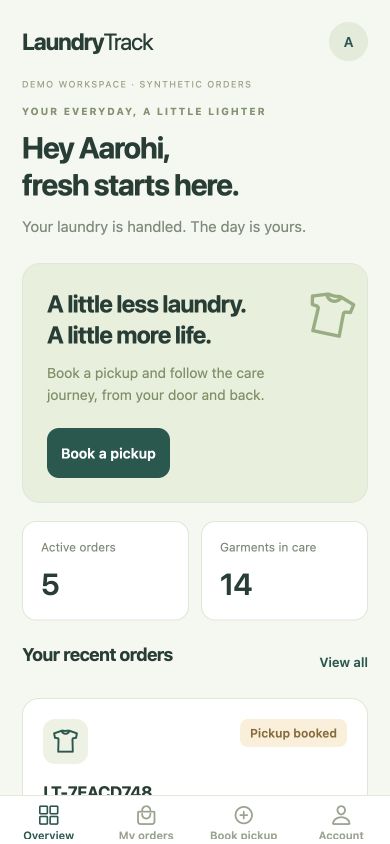 LaundryTrack
A
DEMO WORKSPACE · SYNTHETIC ORDERS
YOUR EVERYDAY, A LITTLE LIGHTER
Hey Aarohi,
fresh starts here.
Your laundry is handled. The day is yours.
A little less laundry.
A little more life.
Book a pickup and follow the care
journey, from your door and back.
Book a pickup
Active orders
5
Garments in care
14
Your recent orders
View all
Pickup booked
LT-7FACD748
Overview
My orders
Book pickup
Account